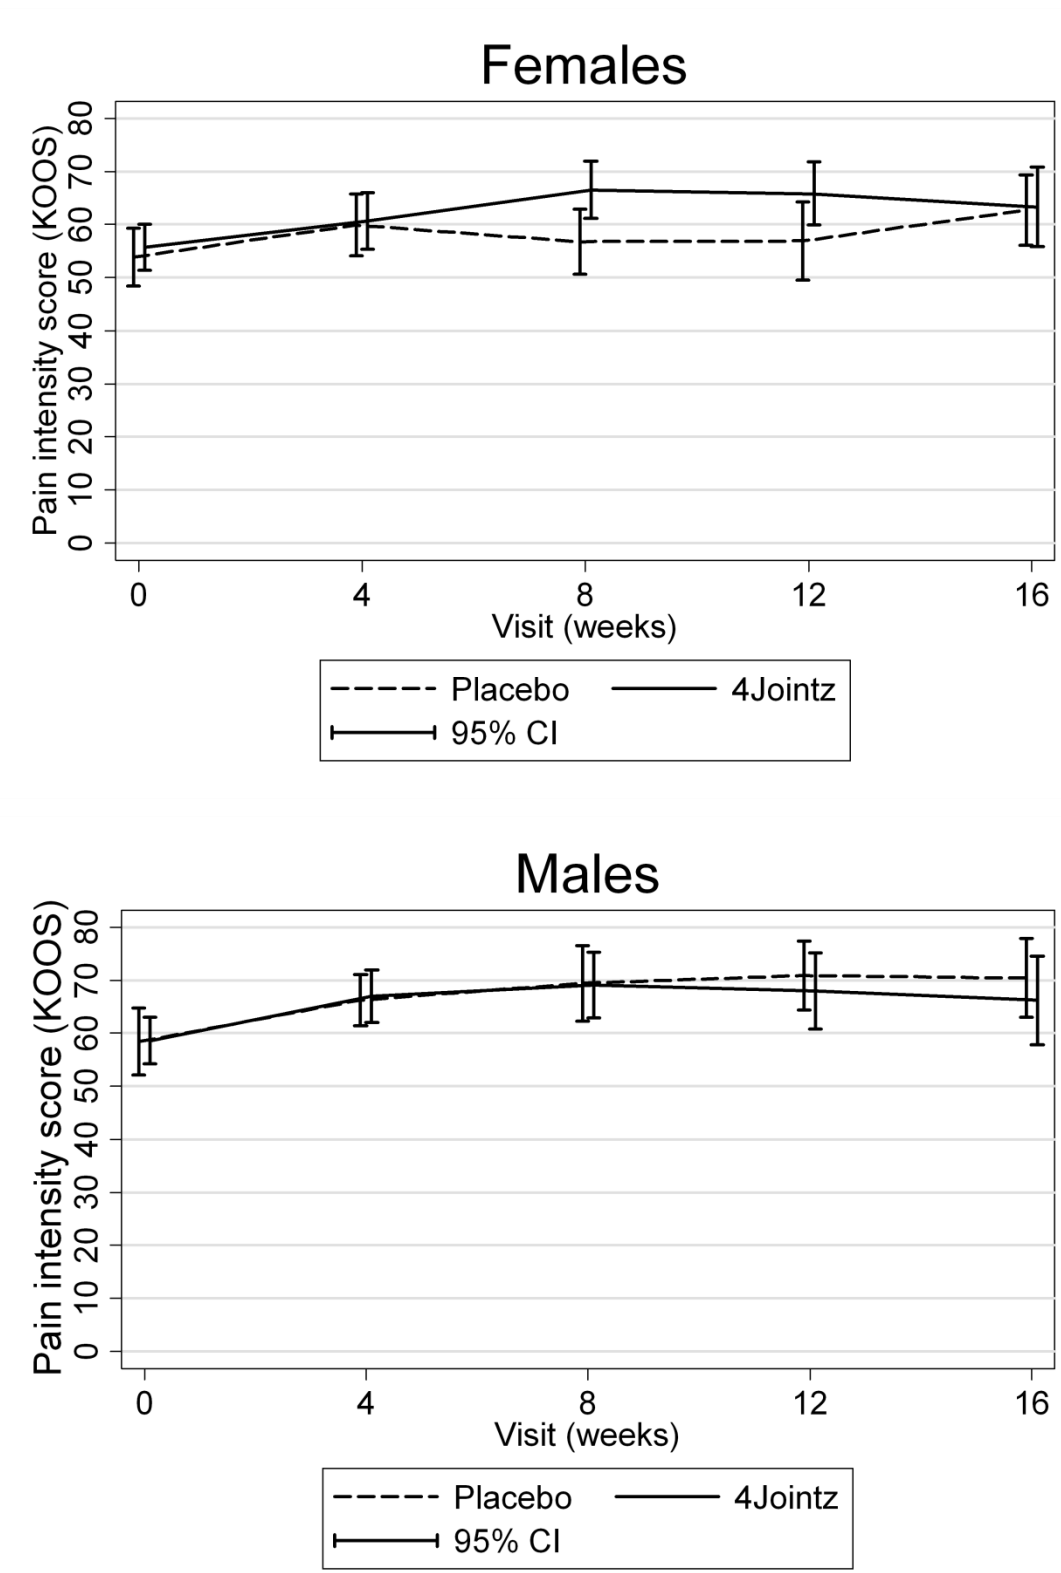 Females
Pain intensity score (KOOS)
80
70
60
50
40
30
20
10
0
0 4 8 12 16
Visit (weeks)
Placebo 4Jointz
95% CI
Males
Pain intensity score (KOOS)
80
70
60
50
40
30
20
10
0
0 4 8 12 16
Visit (weeks)
Placebo 4Jointz
95% CI